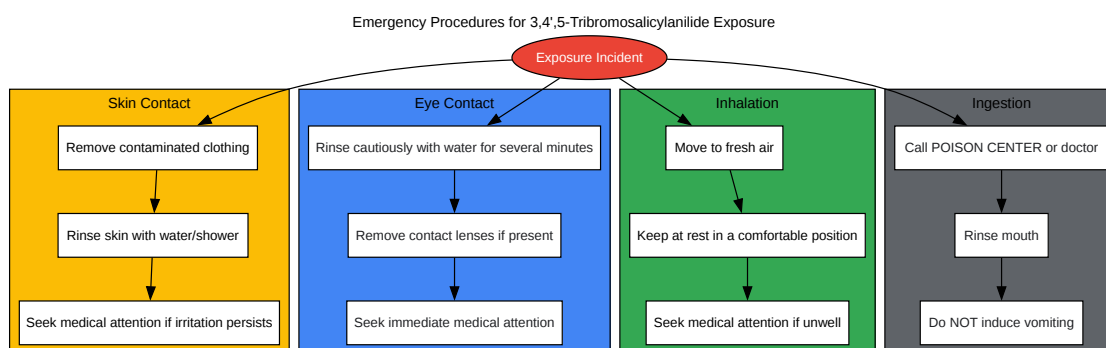 Emergency Procedures for 3,4',5-Tribromosalicylanilide Exposure
Exposure Incident
Skin Contact
Remove contaminated clothing
Rinse skin with water/shower
Seek medical attention if irritation persists
Eye Contact
Rinse cautiously with water for several minutes
Remove contact lenses if present
Seek immediate medical attention
Inhalation
Move to fresh air
Keep at rest in a comfortable position
Seek medical attention if unwell
Ingestion
Call POISON CENTER or doctor
Rinse mouth
Do NOT induce vomiting